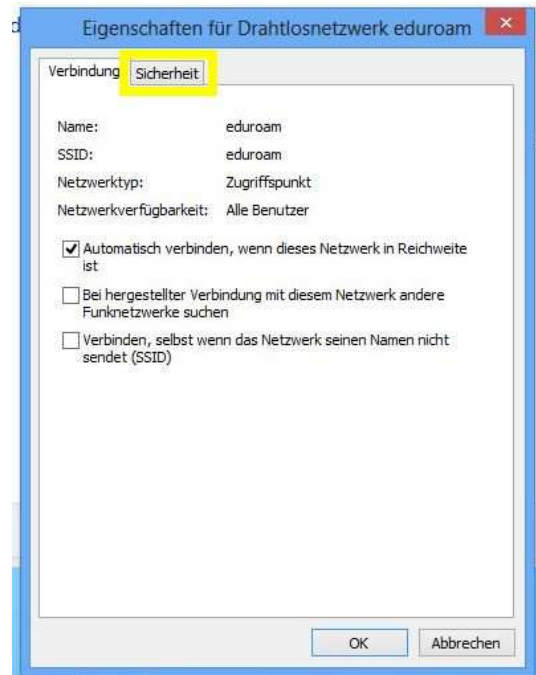 Eigenschaften für Drahtlosnetzwerk eduroam
Verbindung Sicherheit
Name: eduroam
SSID: eduroam
Netzwerktyp: Zugriffspunkt
Netzwerkverfügbarkeit: Alle Benutzer
Automatisch verbinden, wenn dieses Netzwerk in Reichweite
ist
Bei hergestellter Verbindung mit diesem Netzwerk andere
Funknetzwerke suchen
Verbinden, selbst wenn das Netzwerk seinen Namen nicht
sendet (SSID)
OK Abbrechen